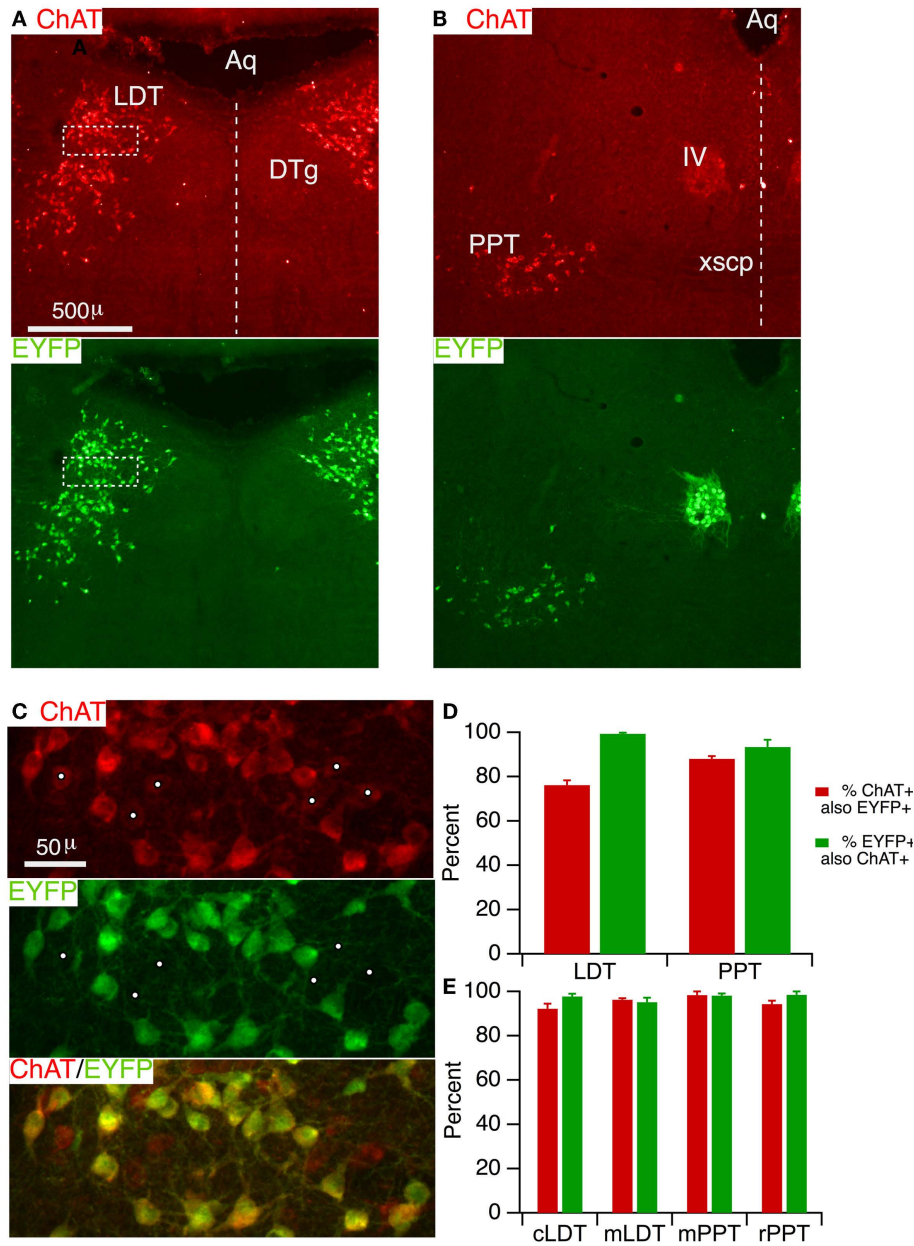 A ChAT
A
Aq
LDT
DTg
500μ
EYFP
B ChAT
Aq
IV
PPT
xscp
EYFP
C ChAT
50μ
EYFP
ChAT/EYFP
D
100
80
60
40
20
0
Percent
LDT PPT
% ChAT+
also EYFP+
% EYFP+
also ChAT+
E
100
80
60
40
20
0
Percent
cLDT mLDT mPPT rPPT